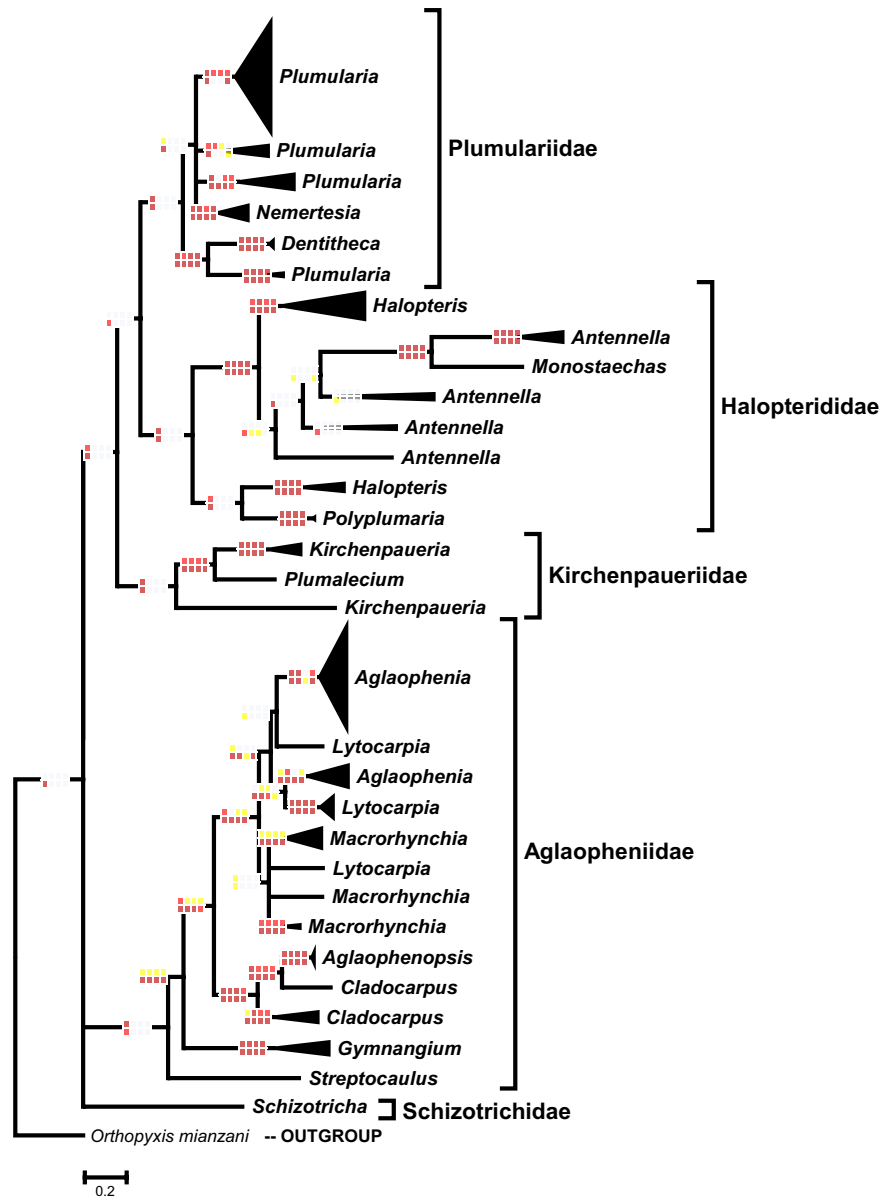 Plumularia
Plumularia
Plumulariidae
Plumularia
Nemertesia
Dentitheca
Plumularia
Halopteris
Antennella
Monostaechas
Antennella
Halopterididae
Antennella
Antennella
Halopteris
Polyplumaria
Kirchenpaueria
Plumalecium
Kirchenpaueriidae
Kirchenpaueria
Aglaophenia
Lytocarpia
Aglaophenia
Lytocarpia
Macrorhynchia
Aglaopheniidae
Lytocarpia
Macrorhynchia
Macrorhynchia
Aglaophenopsis
Cladocarpus
Cladocarpus
Gymnangium
Streptocaulus
Schizotricha
Schizotrichidae
Orthopyxis mianzani -- OUTGROUP
0.2